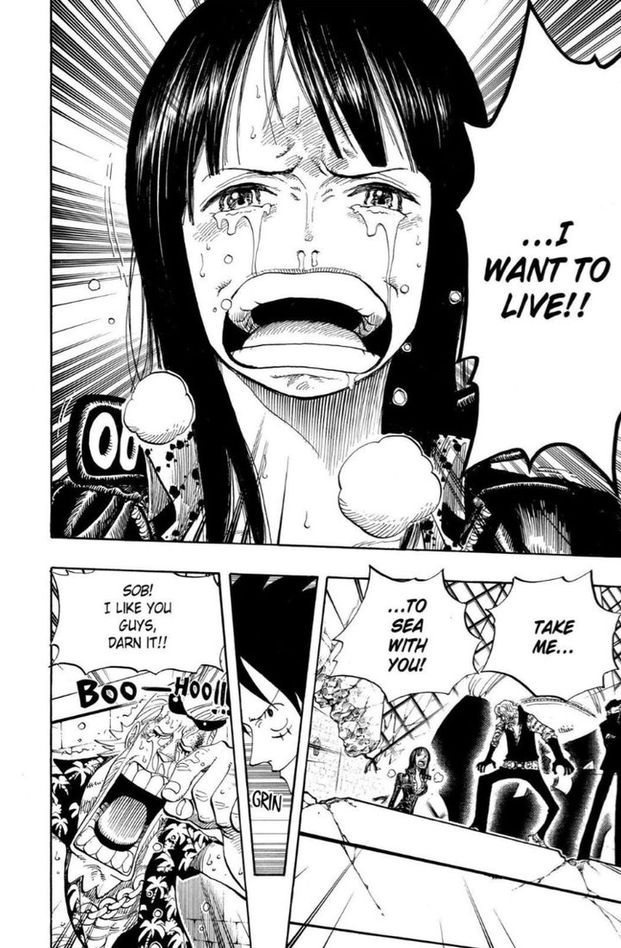 ...I
WANT TO
LIVE!!
TAKE
ME...
...TO
SEA
WITH
YOU!
GRIN
SOB!
I LIKE YOU
GUYS,
DARN IT!!
BOO—HOO!!